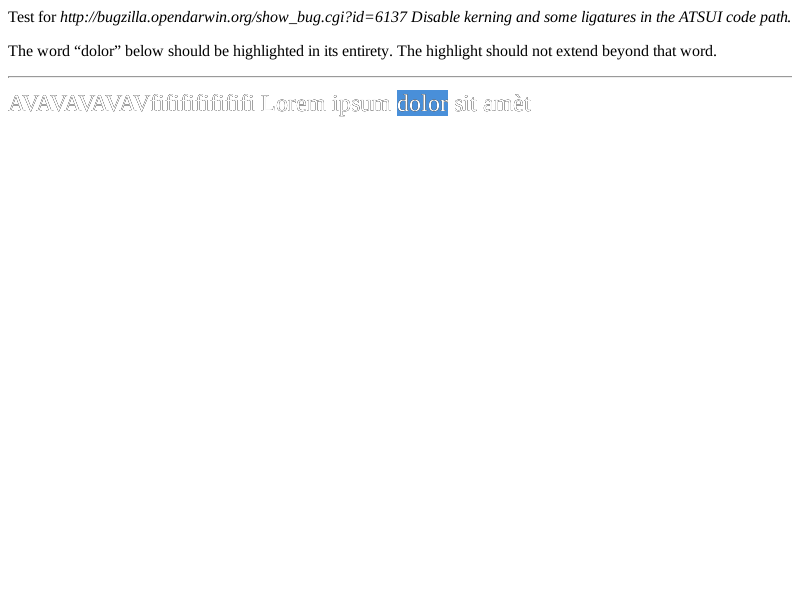 Test for http://bugzilla.opendarwin.org/show_bug.cgi?id=6137 Disable kerning and some ligatures in the ATSUI code path.
The word “dolor” below should be highlighted in its entirety. The highlight should not extend beyond that word.
AVAVAVAVAVfififififififi Lorem ipsum dolor sit amèt